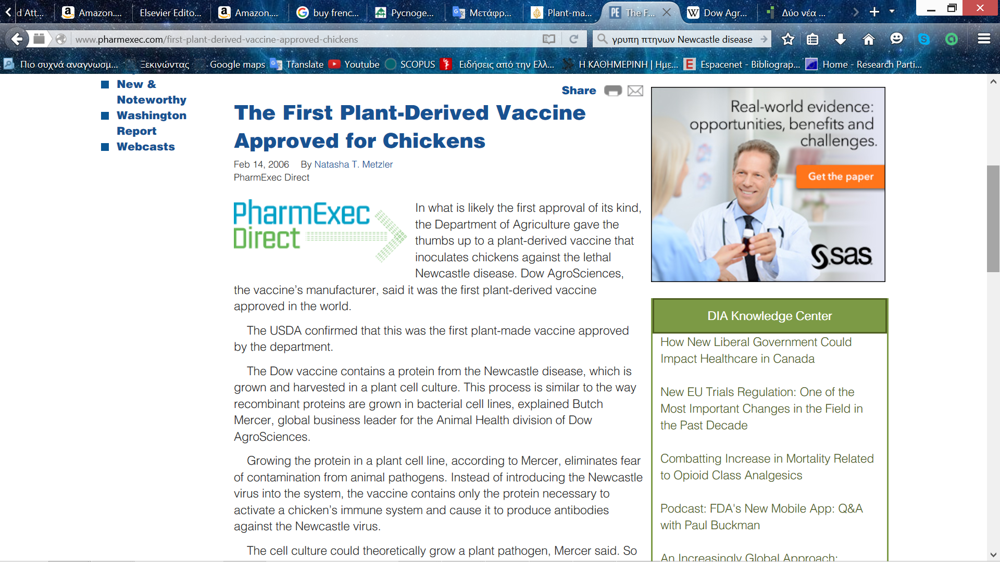 d Att...
Amazon....
Elsevier Edito...
Amazon....
buy frenc...
Русноge...
Μετάφρ...
Plant-ma...
The F...
Dow Agr...
Δύο νέα ...
www.pharmexec.com/first-plant-derived-vaccine-approved-chickens
γρυπη πτηνων Newcastle disease
Πιο συχνά αναγνωσμ...
Ξεκινώντας
Google maps
Translate
Youtube
SCOPUS
Ειδήσεις από την Ελλ...
Η ΚΑΘΗΜΕΡΙΝΗ | Ημε...
Espacenet - Bibliograp...
Home - Research Parti...
New &
Noteworthy
Washington
Report
Webcasts
Share
The First Plant-Derived Vaccine
Approved for Chickens
Feb 14, 2006 By Natasha T. Metzler
PharmExec Direct
PharmExec
Direct
In what is likely the first approval of its kind,
the Department of Agriculture gave the
thumbs up to a plant-derived vaccine that
inoculates chickens against the lethal
Newcastle disease. Dow AgroSciences,
the vaccine’s manufacturer, said it was the first plant-derived vaccine
approved in the world.
The USDA confirmed that this was the first plant-made vaccine approved
by the department.
The Dow vaccine contains a protein from the Newcastle disease, which is
grown and harvested in a plant cell culture. This process is similar to the way
recombinant proteins are grown in bacterial cell lines, explained Butch
Mercer, global business leader for the Animal Health division of Dow
AgroSciences.
Growing the protein in a plant cell line, according to Mercer, eliminates fear
of contamination from animal pathogens. Instead of introducing the Newcastle
virus into the system, the vaccine contains only the protein necessary to
activate a chicken’s immune system and cause it to produce antibodies
against the Newcastle virus.
The cell culture could theoretically grow a plant pathogen, Mercer said. So
Real-world evidence:
opportunities, benefits and
challenges.
Get the paper
sas
DIA Knowledge Center
How New Liberal Government Could
Impact Healthcare in Canada
New EU Trials Regulation: One of the
Most Important Changes in the Field in
the Past Decade
Combatting Increase in Mortality Related
to Opioid Class Analgesics
Podcast: FDA's New Mobile App: Q&A
with Paul Buckman
An Increasingly Global Approach: